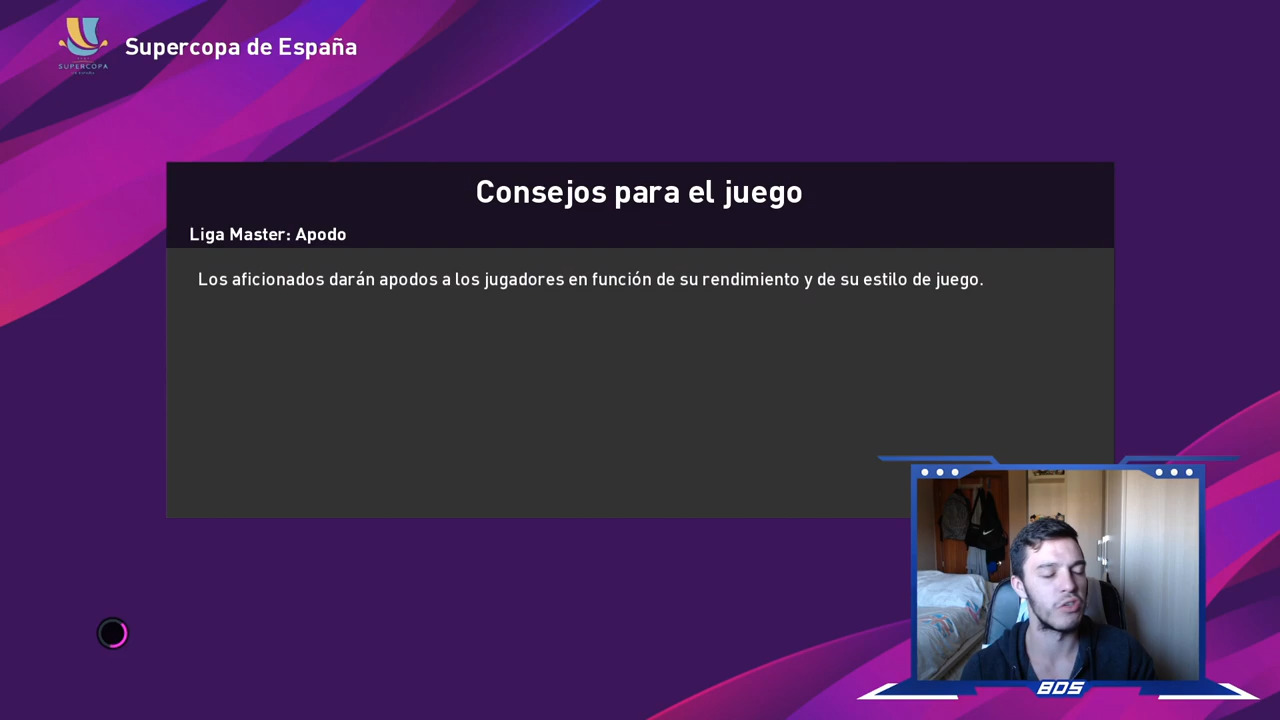 Supercopa de España
SUPERCOPA
Consejos para el juego
Liga Master: Apodo
Los aficionados darán apodos a los jugadores en función de su rendimiento y de su estilo de juego.
BDS